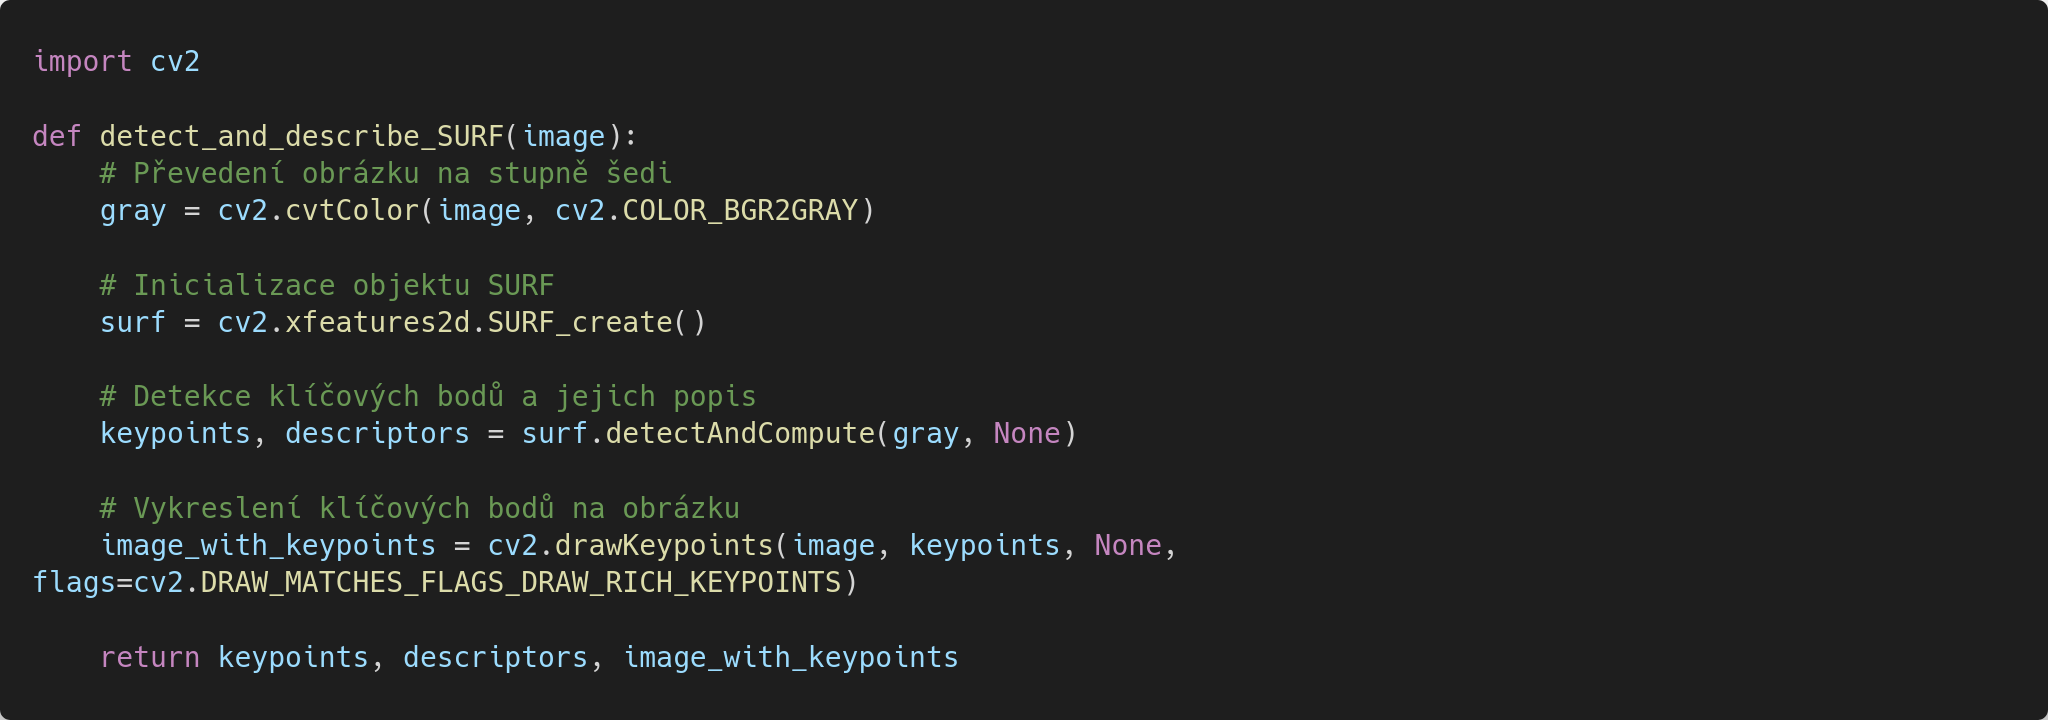 import cv2

def detect_and_describe_SURF(image):
    # Převedení obrázku na stupně šedi
    gray = cv2.cvtColor(image, cv2.COLOR_BGR2GRAY)

    # Inicializace objektu SURF
    surf = cv2.xfeatures2d.SURF_create()

    # Detekce klíčových bodů a jejich popis
    keypoints, descriptors = surf.detectAndCompute(gray, None)

    # Vykreslení klíčových bodů na obrázku
    image_with_keypoints = cv2.drawKeypoints(image, keypoints, None,
flags=cv2.DRAW_MATCHES_FLAGS_DRAW_RICH_KEYPOINTS)

    return keypoints, descriptors, image_with_keypoints